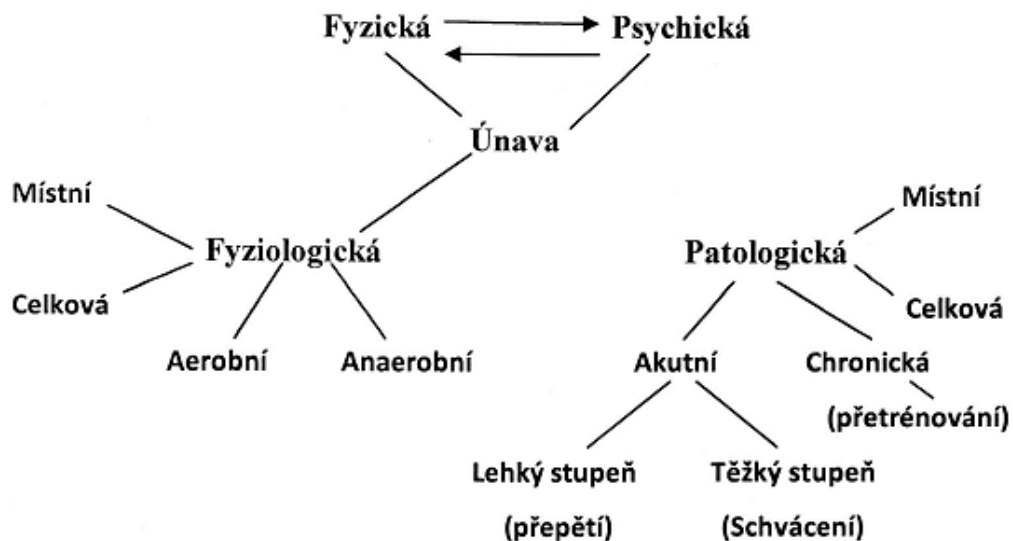 Fyzická Psychická
Únava
Místní Místní
Fyziologická Patologická
Celková Celková
Aerobní Anaerobní Akutní Chronická
(přetrénování)
Lehký stupeň Těžký stupeň
(přepětí) (Schvácení)